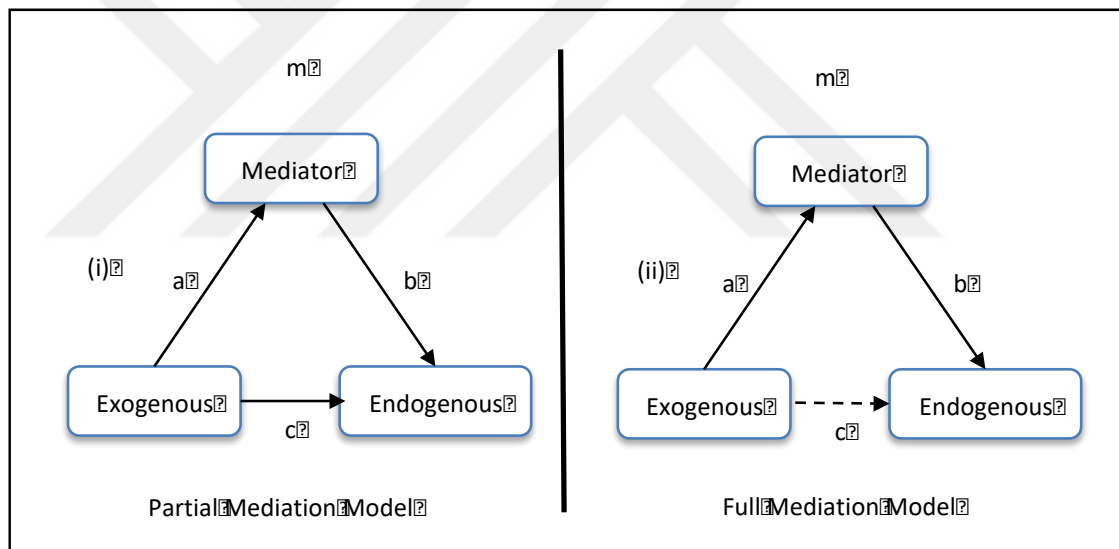 m
Mediator
(i)
a
b
Exogenous
Endogenous
c
Partial Mediation Model
m
Mediator
(ii)
a
b
Exogenous
Endogenous
c
Full Mediation Model